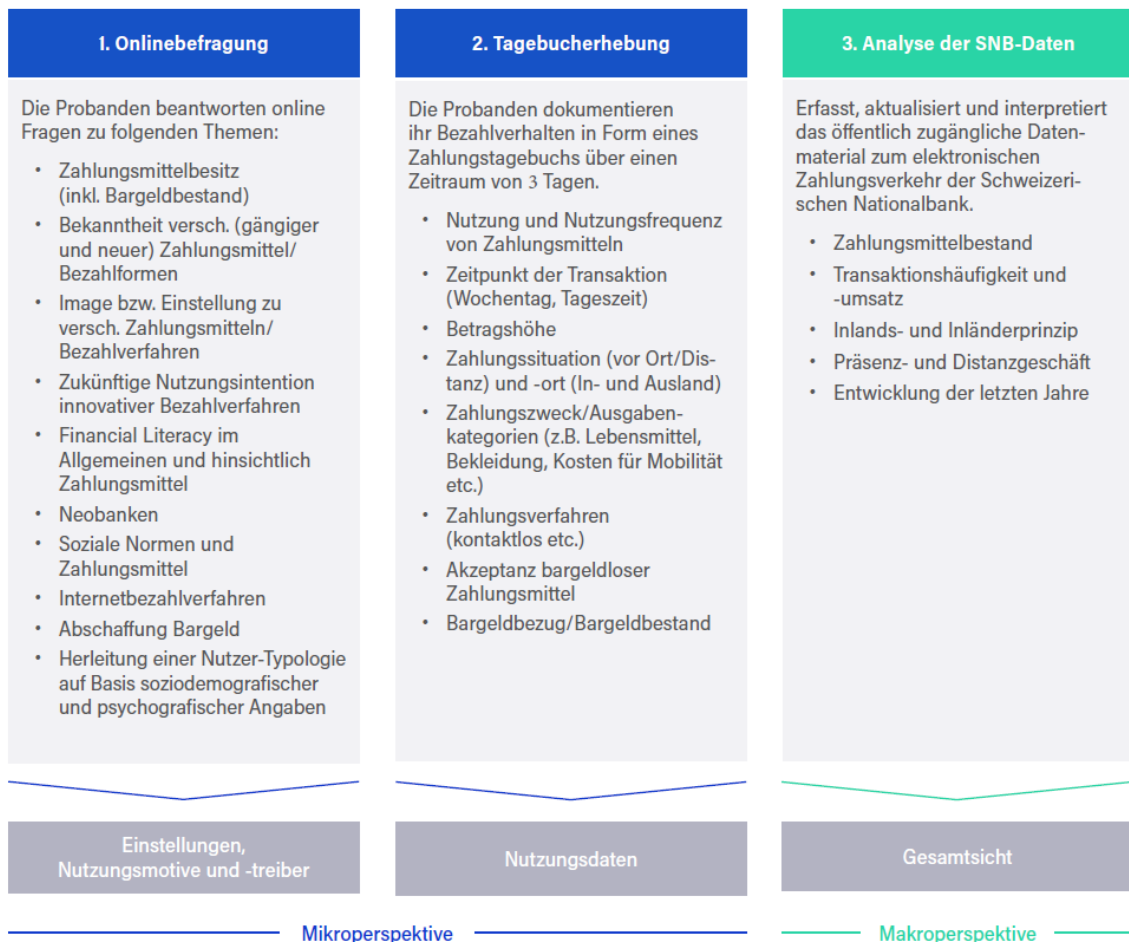 1. Onlinebefragung
Die Probanden beantworten online
Fragen zu folgenden Themen:
• Zahlungsmittelbesitz
(inkl. Bargeldbestand)
• Bekanntheit versch. (gängiger
und neuer) Zahlungsmittel/
Bezahlformen
• Image bzw. Einstellung zu
versch. Zahlungsmitteln/
Bezahlverfahren
• Zukünftige Nutzungsintention
innovativer Bezahlverfahren
• Financial Literacy im
Allgemeinen und hinsichtlich
Zahlungsmittel
• Neobanken
• Soziale Normen und
Zahlungsmittel
• Internetbezahlverfahren
• Abschaffung Bargeld
• Herleitung einer Nutzer-Typologie
auf Basis soziodemografischer
und psychografischer Angaben
Einstellungen,
Nutzungsmotive und -treiber
2. Tagebucherhebung
Die Probanden dokumentieren
ihr Bezahlverhalten in Form eines
Zahlungstagebuchs über einen
Zeitraum von 3 Tagen.
• Nutzung und Nutzungsfrequenz
von Zahlungsmitteln
• Zeitpunkt der Transaktion
(Wochentag, Tageszeit)
• Betragshöhe
• Zahlungssituation (vor Ort/Dis-
tanz) und -ort (In- und Ausland)
• Zahlungszweck/Ausgaben-
kategorien (z.B. Lebensmittel,
Bekleidung, Kosten für Mobilität
etc.)
• Zahlungsverfahren
(kontaktlos etc.)
• Akzeptanz bargeldloser
Zahlungsmittel
• Bargeldbezug/Bargeldbestand
Nutzungsdaten
Mikroperspektive
3. Analyse der SNB-Daten
Erfasst, aktualisiert und interpretiert
das öffentlich zugängliche Daten-
material zum elektronischen
Zahlungsverkehr der Schweizeri-
schen Nationalbank.
• Zahlungsmittelbestand
• Transaktionshäufigkeit und
-umsatz
• Inlands- und Inländerprinzip
• Präsenz- und Distanzgeschäft
• Entwicklung der letzten Jahre
Gesamtsicht
Makroperspektive